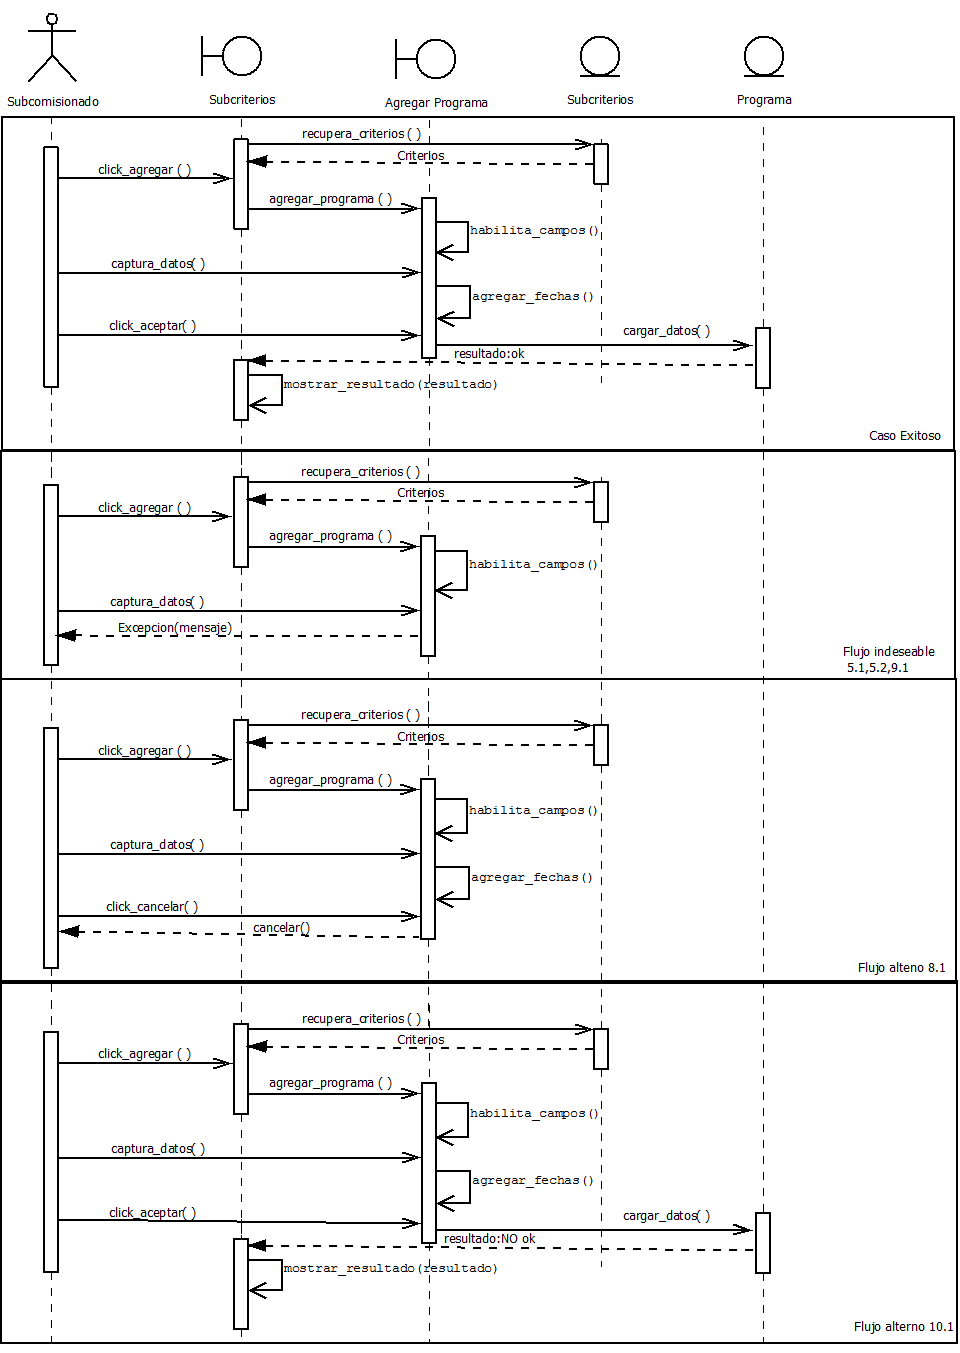 Subcomisionado
Subcriterios
Agregar Programa
Subcriterios
Programa
recupera_criterios ( )
Criterios
click_agregar ( )
agregar_programa ( )
habilita_campos()
captura_datos( )
agregar_fechas()
click_aceptar( )
cargar_datos( )
resultado:ok
mostrar_resultado(resultado)
Caso Exitoso
recupera_criterios ( )
Criterios
click_agregar ( )
agregar_programa ( )
habilita_campos()
captura_datos( )
Excepcion(mensaje)
Flujo indeseable
5.1,5.2,9.1
recupera_criterios ( )
Criterios
click_agregar ( )
agregar_programa ( )
habilita_campos()
captura_datos( )
agregar_fechas()
click_cancelar( )
cancelar()
Flujo alteno 8.1
recupera_criterios ( )
Criterios
click_agregar ( )
agregar_programa ( )
habilita_campos()
captura_datos( )
agregar_fechas()
click_aceptar( )
cargar_datos( )
resultado:NO ok
mostrar_resultado(resultado)
Flujo alterno 10.1